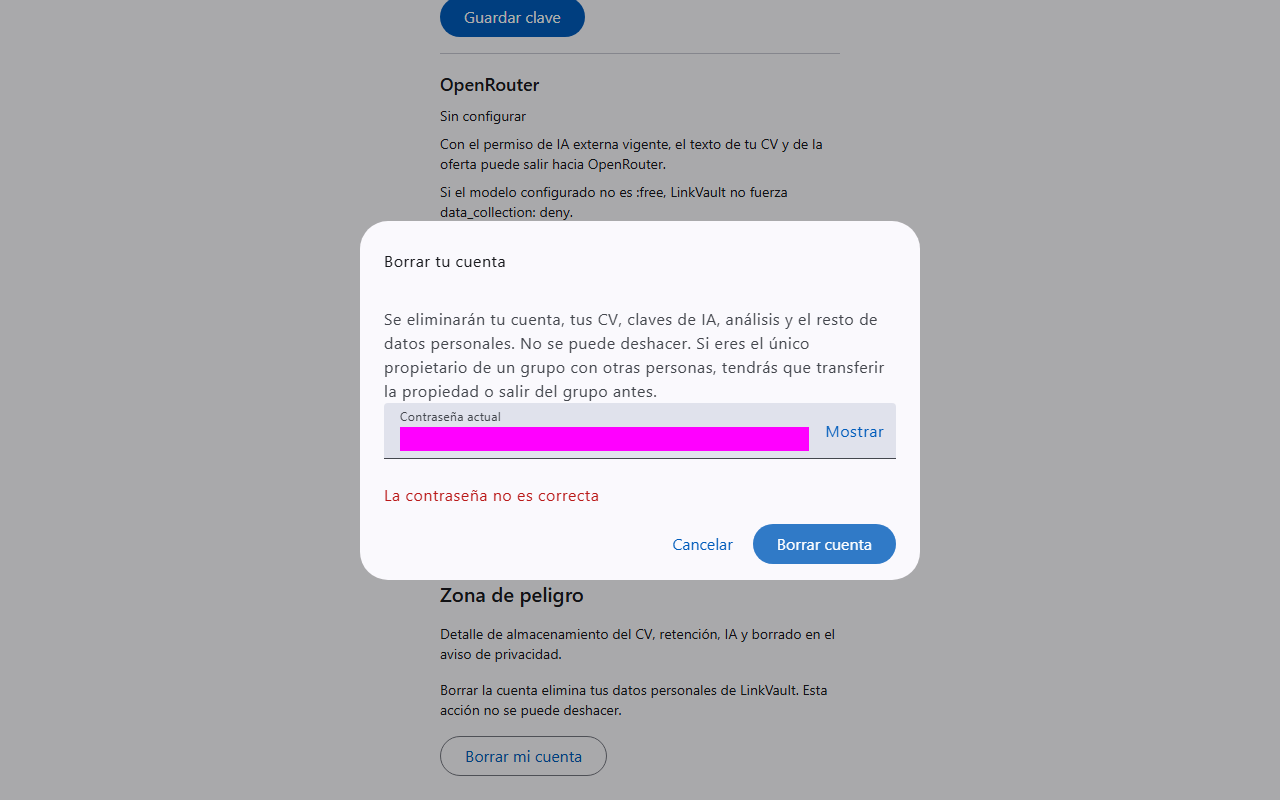 Guardar clave
OpenRouter
Sin configurar
Con el permiso de IA externa vigente, el texto de tu CV y de la
oferta puede salir hacia OpenRouter.
Si el modelo configurado no es :free, LinkVault no fuerza
data_collection: deny.
Borrar tu cuenta
Se eliminarán tu cuenta, tus CV, claves de IA, análisis y el resto de
datos personales. No se puede deshacer. Si eres el único
propietario de un grupo con otras personas, tendrás que transferir
la propiedad o salir del grupo antes.
Contraseña actual
Mostrar
La contraseña no es correcta
Cancelar
Borrar cuenta
Zona de peligro
Detalle de almacenamiento del CV, retención, IA y borrado en el
aviso de privacidad.
Borrar la cuenta elimina tus datos personales de LinkVault. Esta
acción no se puede deshacer.
Borrar mi cuenta